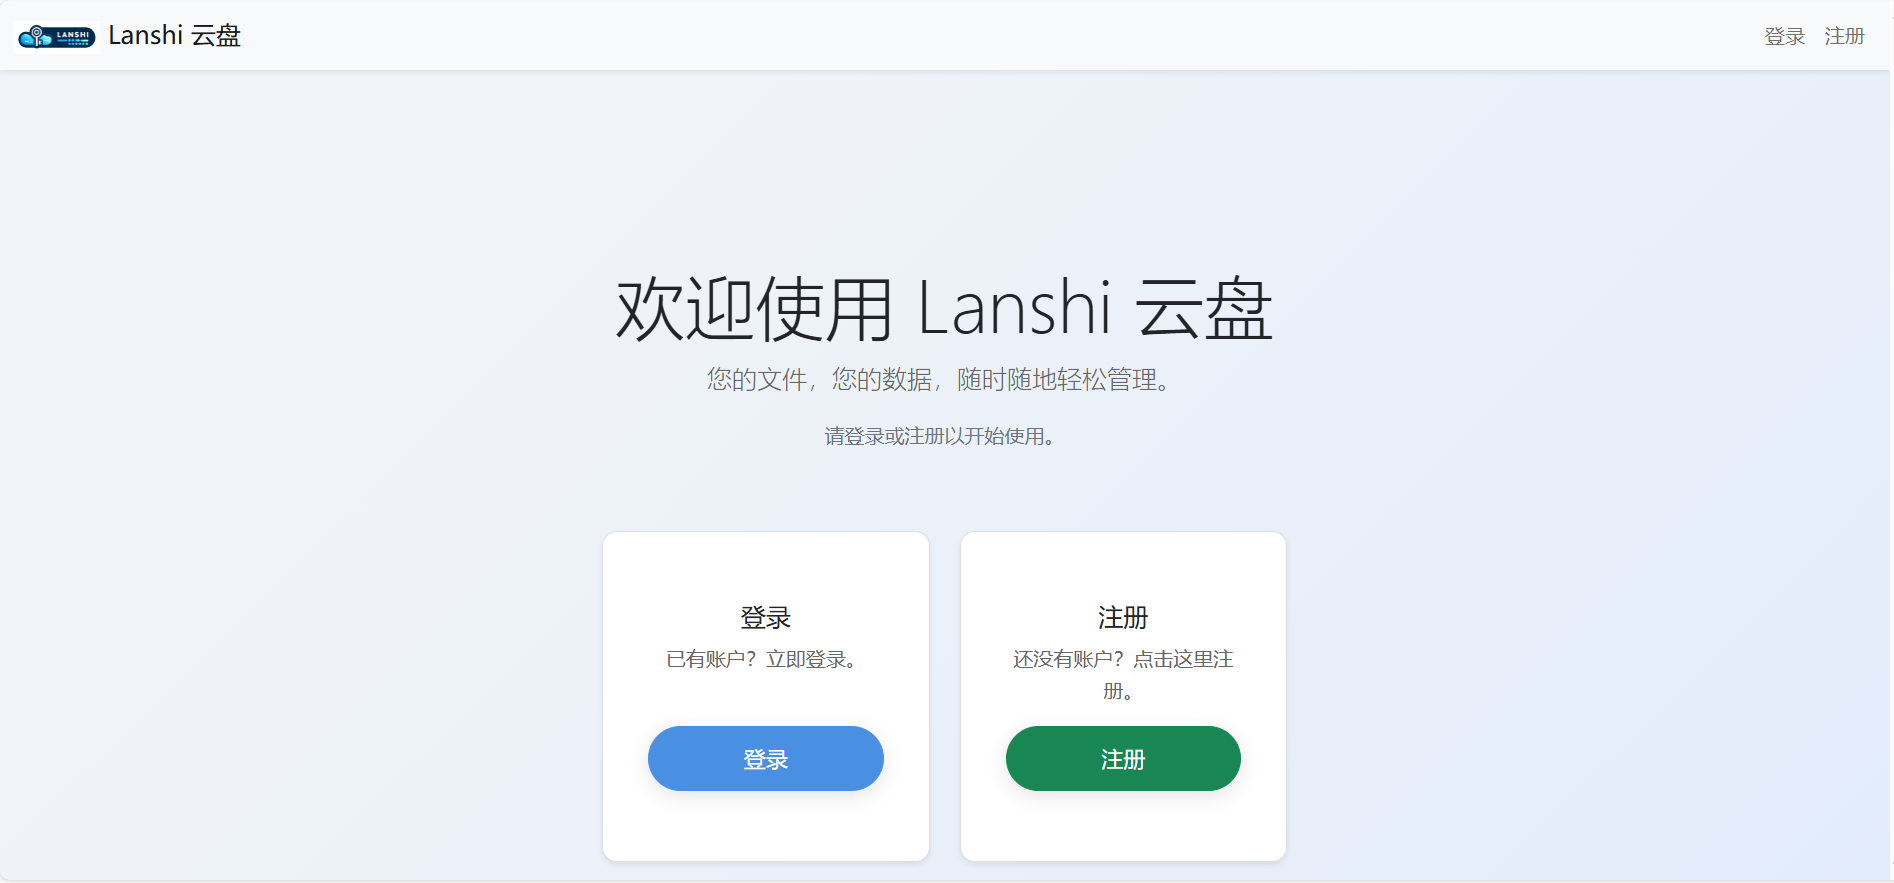 LANSHI
Lanshi 云盘
登录 注册
欢迎使用 Lanshi 云盘
您的文件，您的数据，随时随地轻松管理。
请登录或注册以开始使用。
登录
已有账户？立即登录。
登录
注册
还没有账户？点击这里注
册。
注册